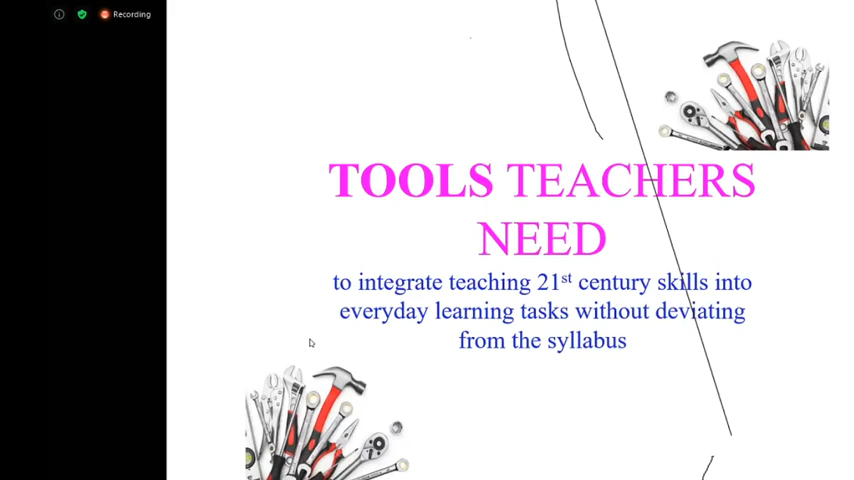 Recording
TOOLS TEACHERS
NEED
to integrate teaching 21st century skills into
everyday learning tasks without deviating
from the syllabus